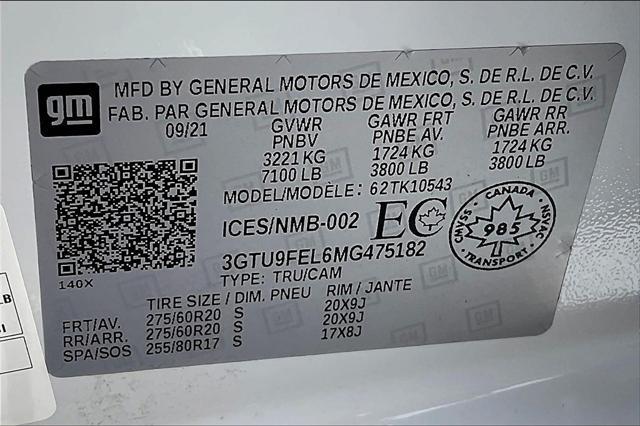 gm
MFD BY GENERAL MOTORS DE MEXICO, S. DE R.L. DE C.V.
FAB. PAR GENERAL MOTORS DE MEXICO, S. DE R.L. DE C.V.
09/21 GVWR GAWR FRT GAWR RR
PNBV PNBE AV. PNBE ARR.
3221 KG 1724 KG 1724 KG
7100 LB 3800 LB 3800 LB
MODEL/MODÈLE: 62TK10543
ICES/NMB-002 EC
CANADA
CMVSS 985 NSVAC
TRANSPORT
3GTU9FEL6MG475182
TYPE: TRU/CAM
140X
TIRE SIZE / DIM. PNEU RIM / JANTE
FRT/AV. 275/60R20 S 20X9J
RR/ARR. 275/60R20 S 20X9J
SPA/SOS 255/80R17 S 17X8J
LB